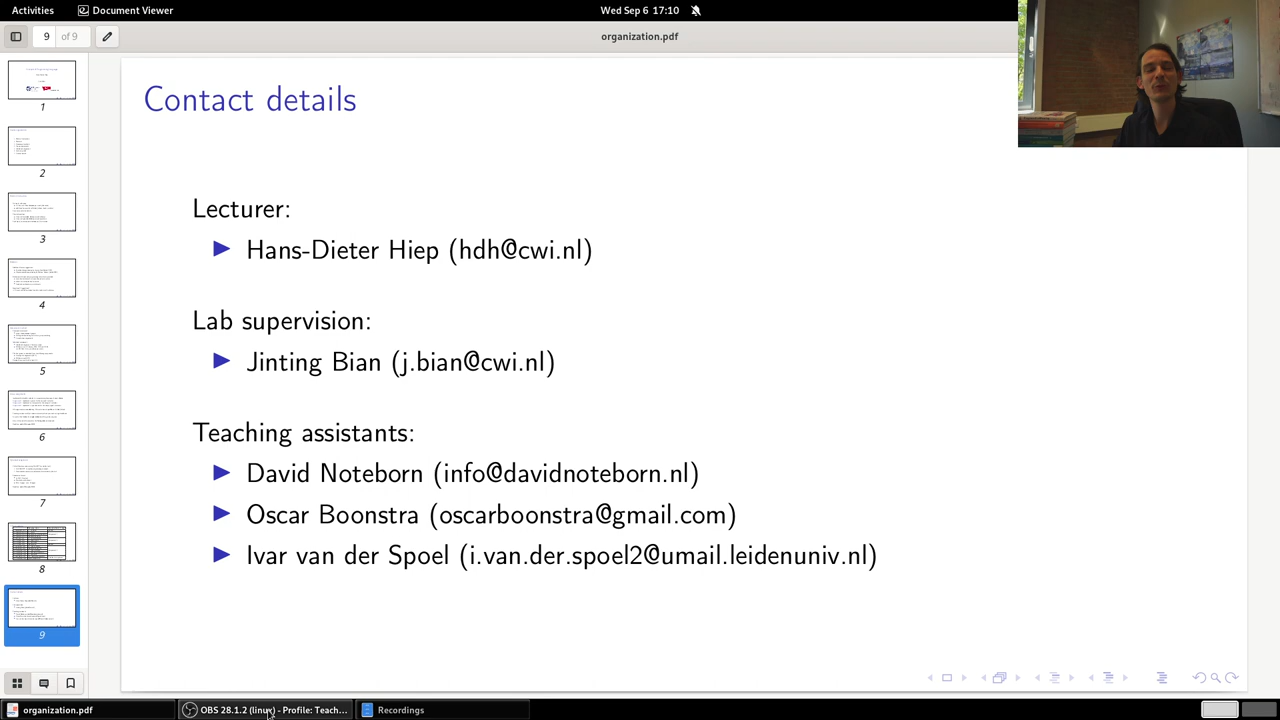 Activities
Document Viewer
Wed Sep 6 17:10
9 of 9
organization.pdf
Contact details
Lecturer:
▶ Hans-Dieter Hiep (hdh@cwi.nl)
Lab supervision:
▶ Jinting Bian (j.bian@cwi.nl)
Teaching assistants:
▶ David Noteborn (info@davidnoteborn.nl)
▶ Oscar Boonstra (oscarboonstra@gmail.com)
▶ Ivar van der Spoel (i.van.der.spoel2@umail.leidenuniv.nl)
1
2
3
4
5
6
7
8
9
organization.pdf
OBS 28.1.2 (linux) - Profile: Teach...
Recordings